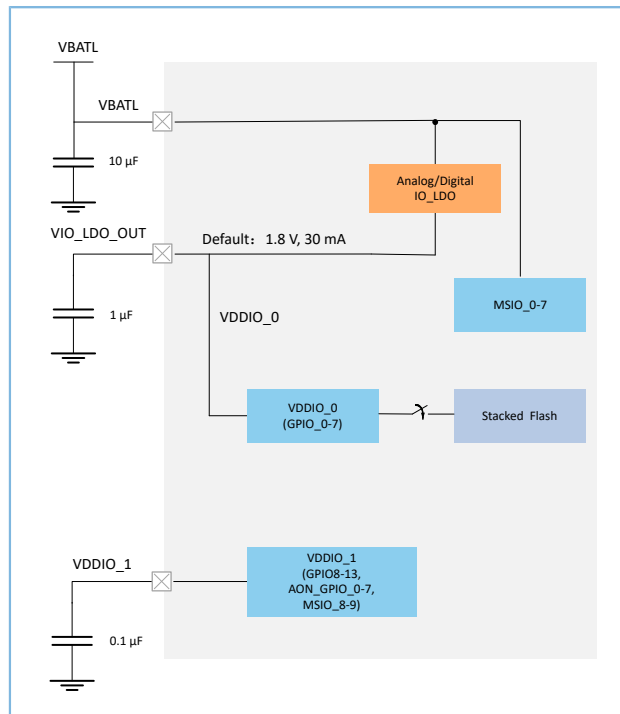 VBATL
VBATL
10 µF
Analog/Digital
IO_LDO
VIO_LDO_OUT
Default：1.8 V, 30 mA
MSIO_0-7
1 µF
VDDIO_0
VDDIO_0
(GPIO_0-7)
Stacked Flash
VDDIO_1
VDDIO_1
(GPIO8-13,
AON_GPIO_0-7,
MSIO_8-9)
0.1 µF